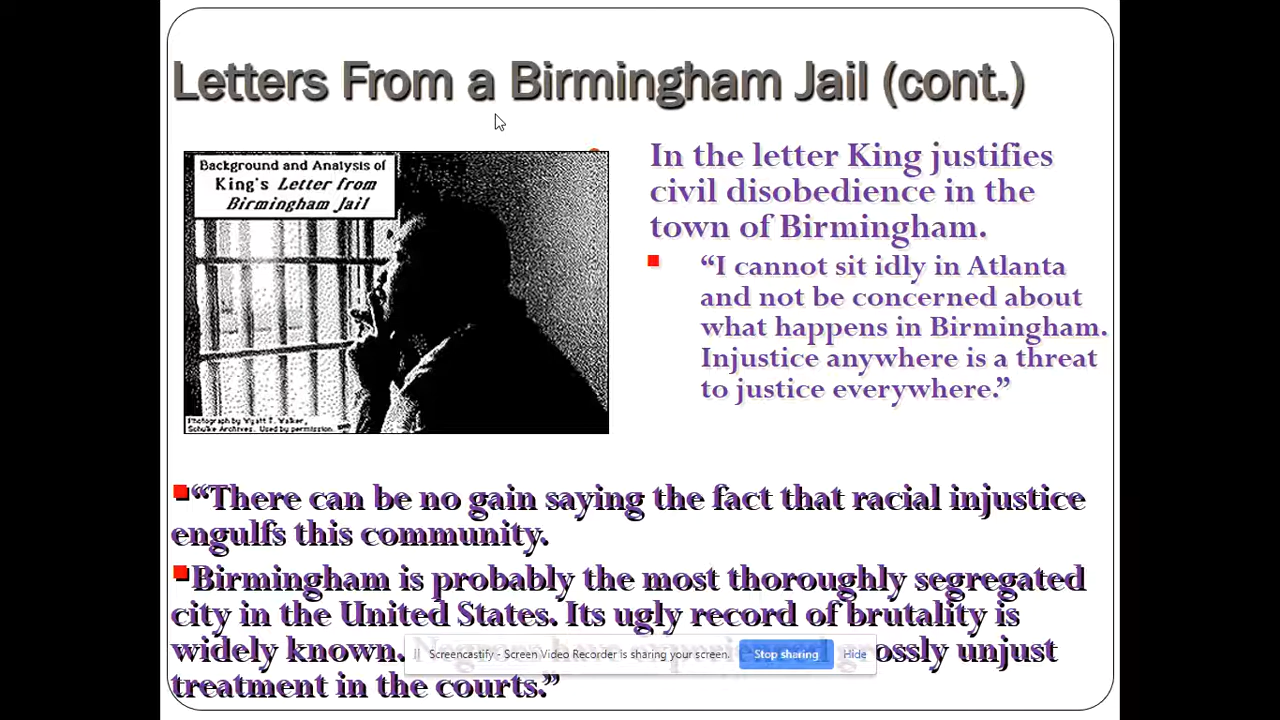 Letters From a Birmingham Jail (cont.)
Background and Analysis of
King's Letter from
Birmingham Jail
Photograph by Wyatt T. Walker,
Schulke Archives. Used by permission.
In the letter King justifies
civil disobedience in the
town of Birmingham.
“I cannot sit idly in Atlanta
and not be concerned about
what happens in Birmingham.
Injustice anywhere is a threat
to justice everywhere.”
“There can be no gain saying the fact that racial injustice
engulfs this community.
Birmingham is probably the most thoroughly segregated
city in the United States. Its ugly record of brutality is
widely known. grossly unjust
Screencastify - Screen Video Recorder is sharing your screen. Stop sharing Hide
treatment in the courts.”